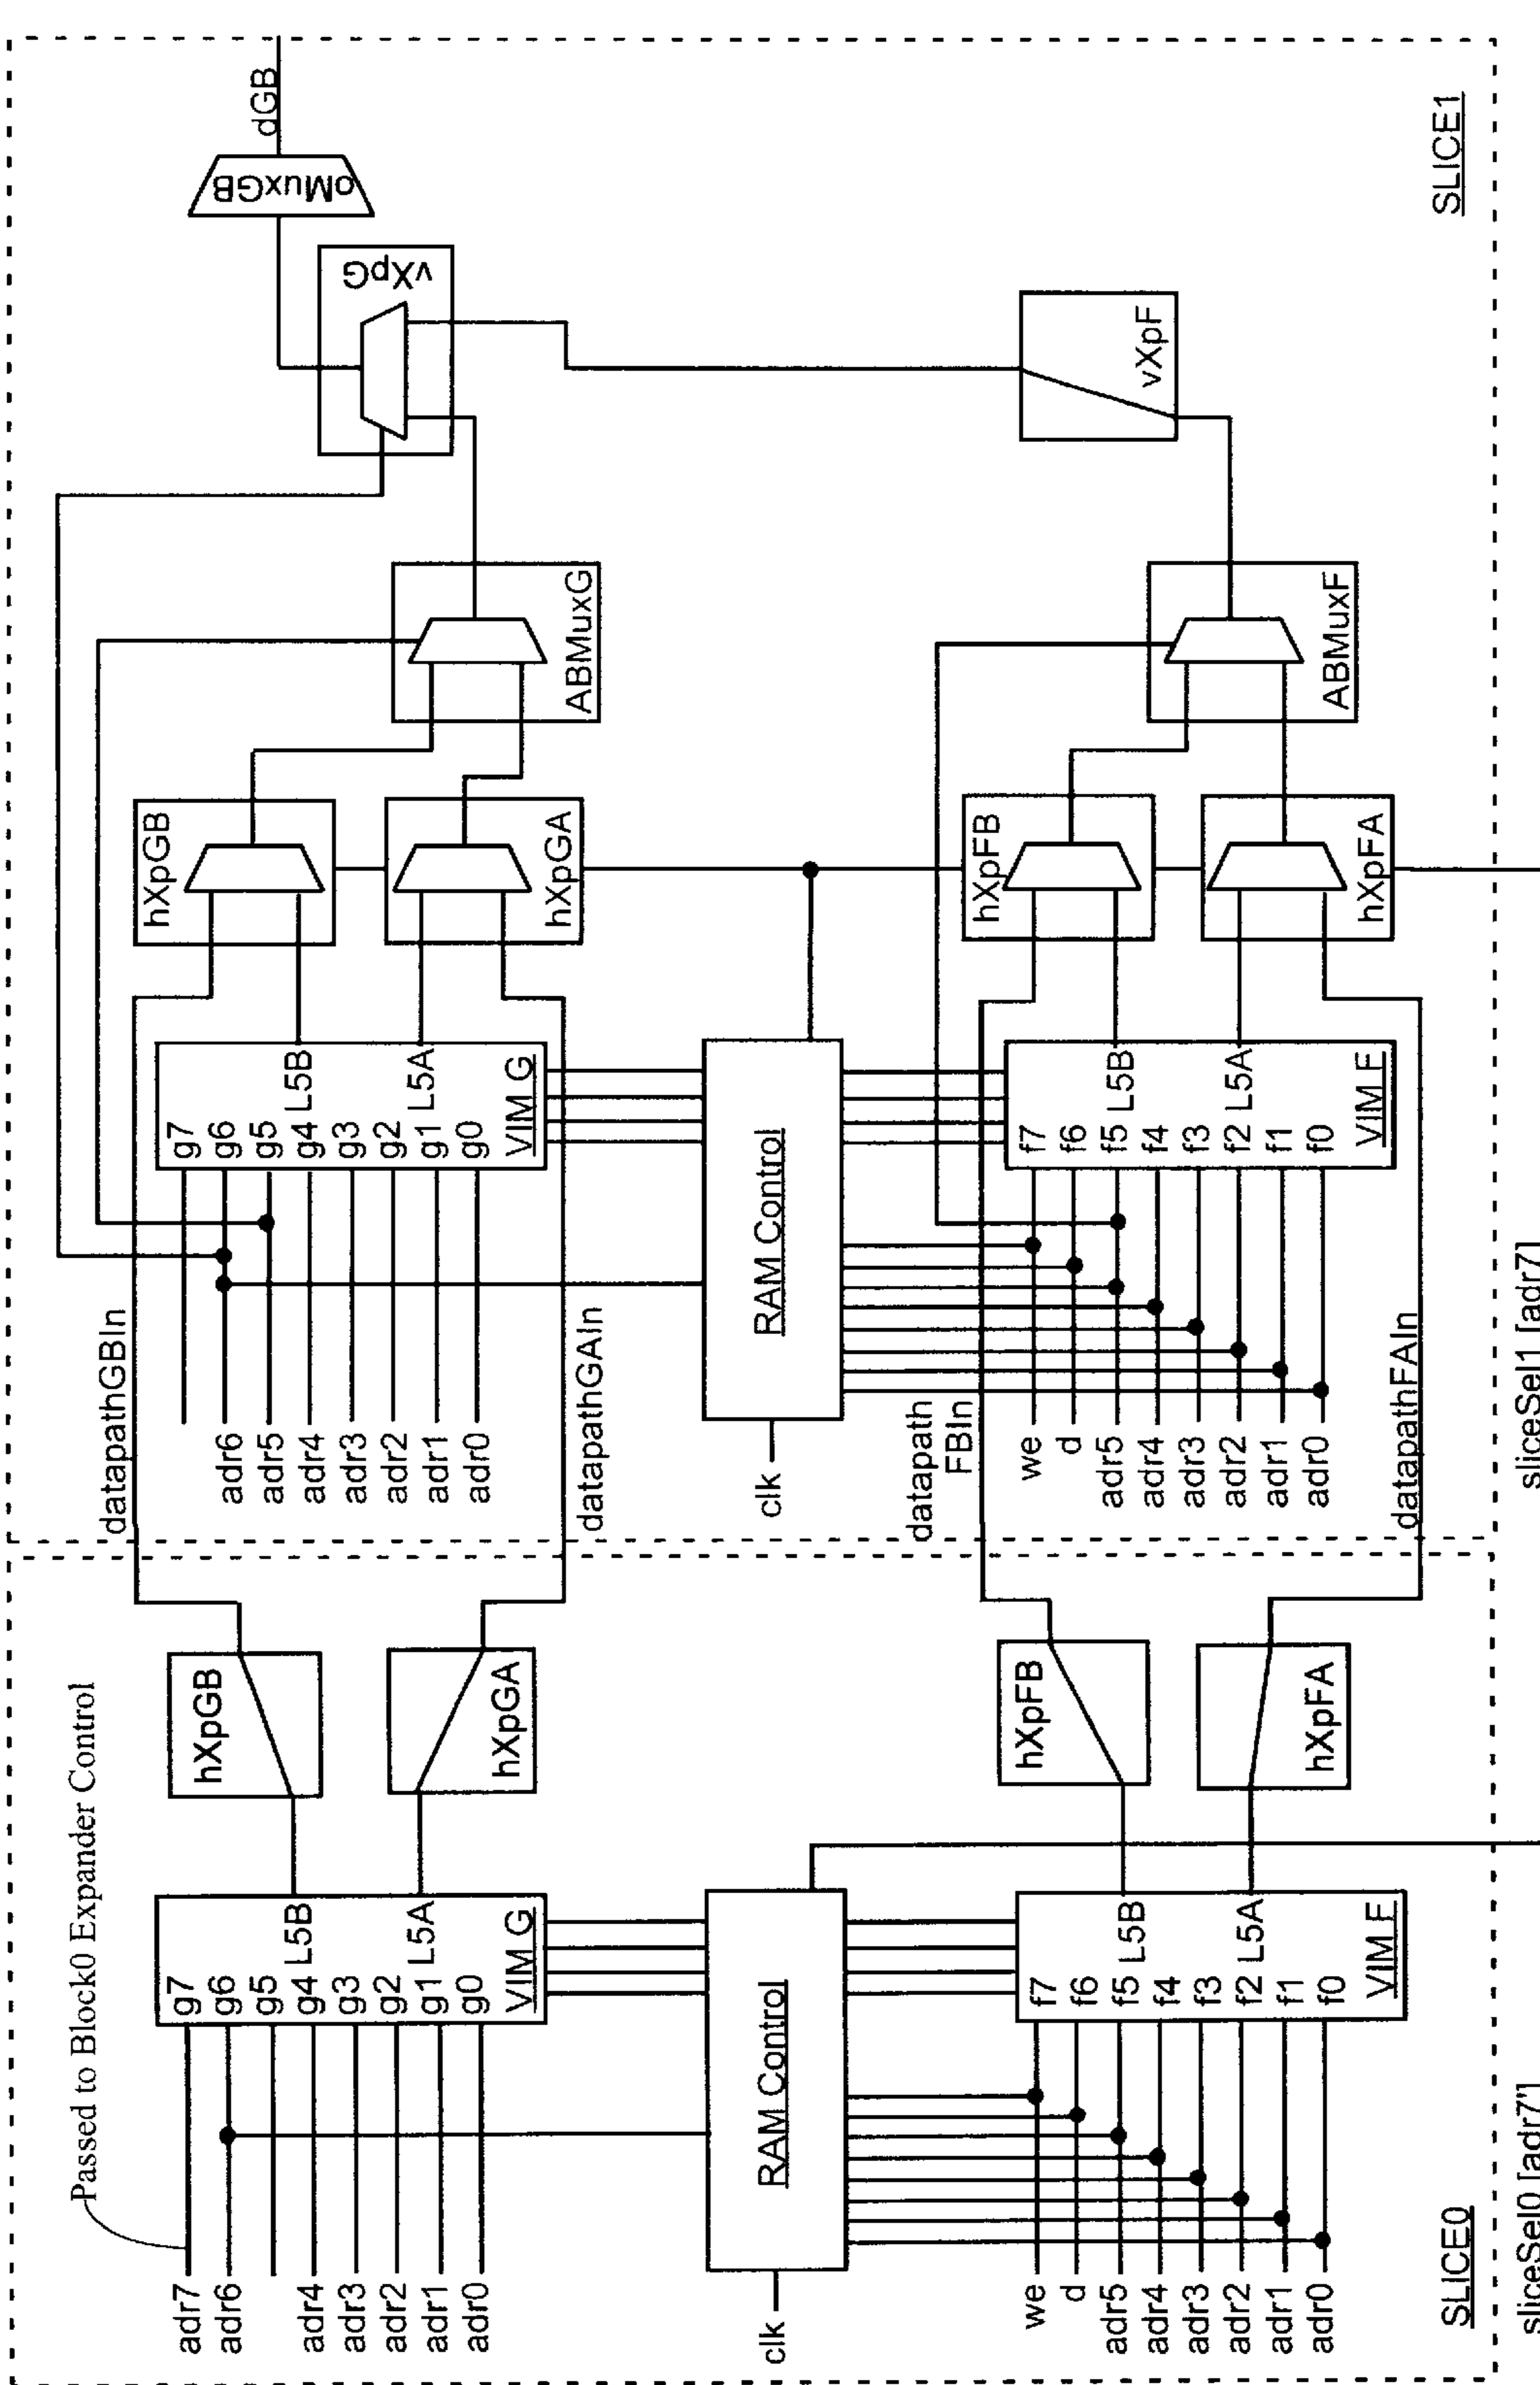 Passed to Block0 Expander Control
adr7
adr6
adr4
adr3
adr2
adr1
adr0
g7
g6
g5
g4
g3
g2
g1
g0
L5B
L5A
VIM G
hXpGB
hXpGA
clk
RAM Control
we
d
adr5
adr4
adr3
adr2
adr1
adr0
f7
f6
f5
f4
f3
f2
f1
f0
L5B
L5A
VIM F
hXpFB
hXpFA
SLICE0
sliceSel0 [adr7']
datapathGBIn
adr6
adr5
adr4
adr3
adr2
adr1
adr0
datapathGAIn
g7
g6
g5
g4
g3
g2
g1
g0
L5B
L5A
VIM G
hXpGB
hXpGA
ABMuxG
vXpG
oMuxGB
dGB
clk
RAM Control
datapath
FBIn
we
d
adr5
adr4
adr3
adr2
adr1
adr0
datapathFAIn
f7
f6
f5
f4
f3
f2
f1
f0
L5B
L5A
VIM F
hXpFB
hXpFA
ABMuxF
vXpF
SLICE1
sliceSel1 [adr7]